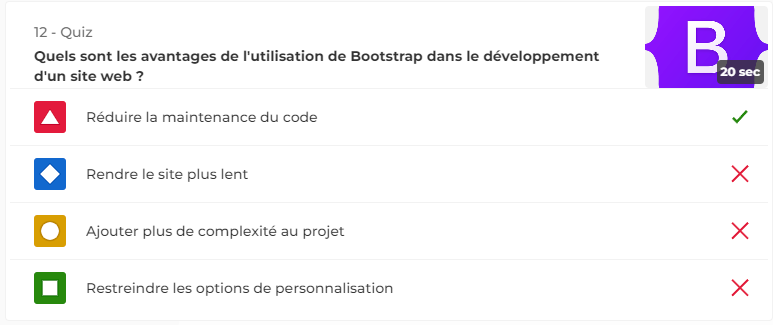 12 - Quiz
Quels sont les avantages de l'utilisation de Bootstrap dans le développement
d'un site web ?
B
20 sec
Réduire la maintenance du code
Rendre le site plus lent
Ajouter plus de complexité au projet
Restreindre les options de personnalisation